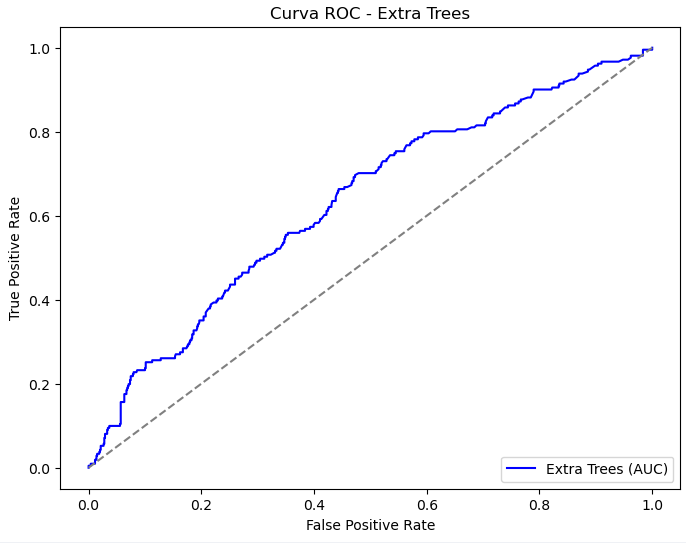 Curva ROC - Extra Trees
True Positive Rate
1.0
0.8
0.6
0.4
0.2
0.0
Extra Trees (AUC)
0.0 0.2 0.4 0.6 0.8 1.0
False Positive Rate